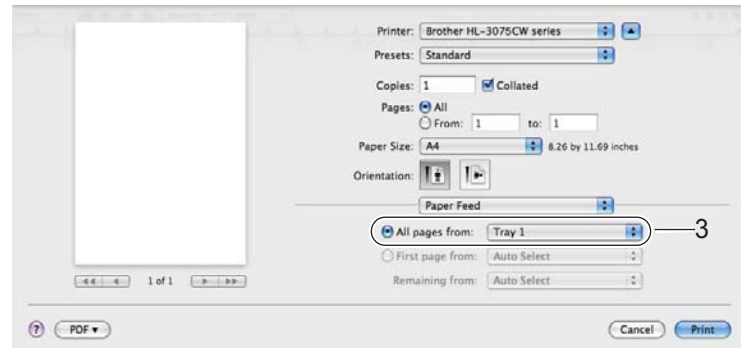 Printer: Brother HL-3075CW series
Presets: Standard
Copies: 1 Collated
Pages: All
From: 1 to: 1
Paper Size: A4 8.26 by 11.69 inches
Orientation:
Paper Feed
All pages from: Tray 1 3
First page from: Auto Select
Remaining from: Auto Select
1 of 1
? PDF Cancel Print